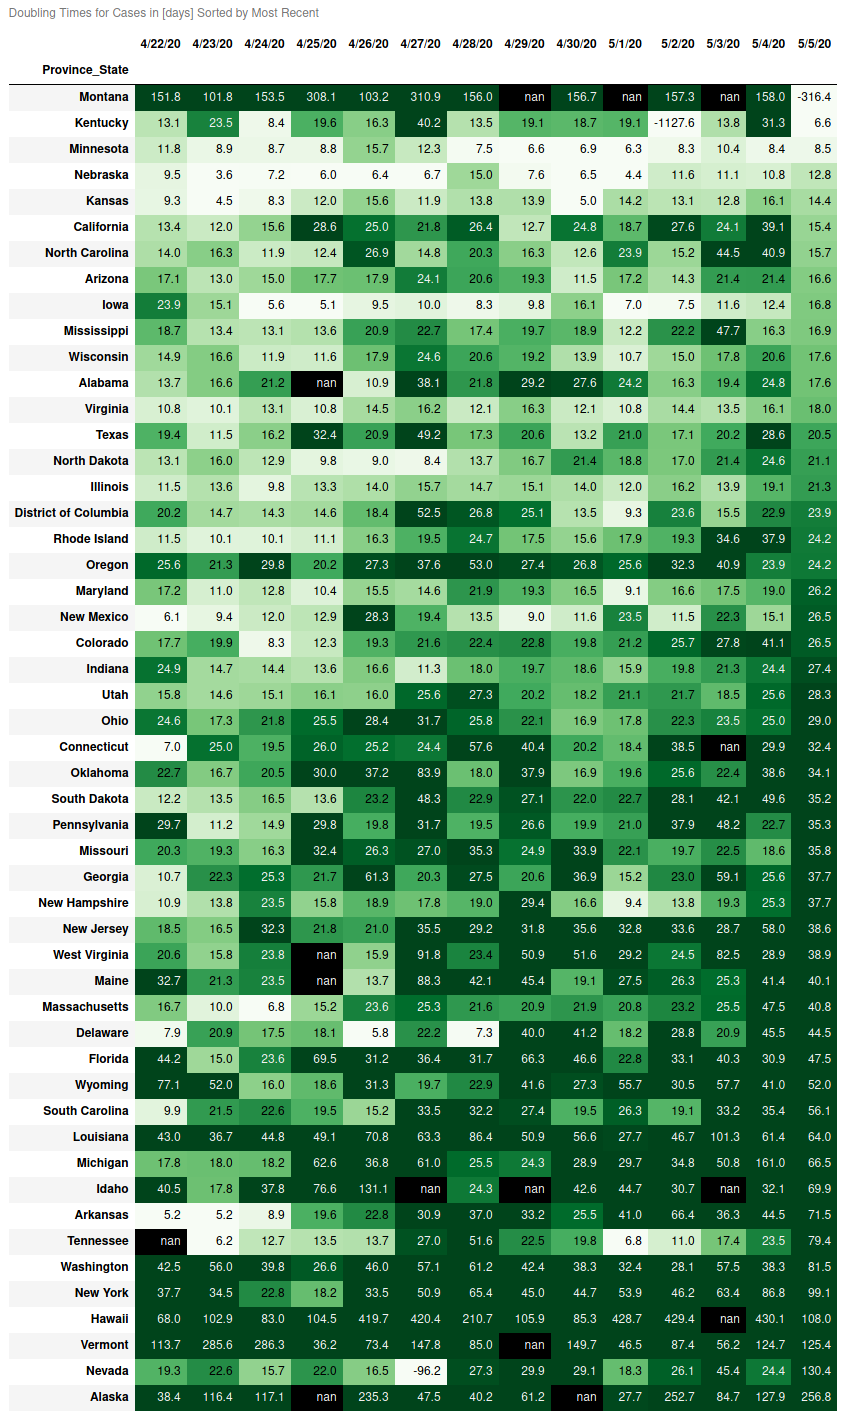 Doubling Times for Cases in [days] Sorted by Most Recent
4/22/20 4/23/20 4/24/20 4/25/20 4/26/20 4/27/20 4/28/20 4/29/20 4/30/20 5/1/20 5/2/20 5/3/20 5/4/20 5/5/20
Province_State
Montana 151.8 101.8 153.5 308.1 103.2 310.9 156.0 nan 156.7 nan 157.3 nan 158.0 -316.4
Kentucky 13.1 23.5 8.4 19.6 16.3 40.2 13.5 19.1 18.7 19.1 -1127.6 13.8 31.3 6.6
Minnesota 11.8 8.9 8.7 8.8 15.7 12.3 7.5 6.6 6.9 6.3 8.3 10.4 8.4 8.5
Nebraska 9.5 3.6 7.2 6.0 6.4 6.7 15.0 7.6 6.5 4.4 11.6 11.1 10.8 12.8
Kansas 9.3 4.5 8.3 12.0 15.6 11.9 13.8 13.9 5.0 14.2 13.1 12.8 16.1 14.4
California 13.4 12.0 15.6 28.6 25.0 21.8 26.4 12.7 24.8 18.7 27.6 24.1 39.1 15.4
North Carolina 14.0 16.3 11.9 12.4 26.9 14.8 20.3 16.3 12.6 23.9 15.2 44.5 40.9 15.7
Arizona 17.1 13.0 15.0 17.7 17.9 24.1 20.6 19.3 11.5 17.2 14.3 21.4 21.4 16.6
Iowa 23.9 15.1 5.6 5.1 9.5 10.0 8.3 9.8 16.1 7.0 7.5 11.6 12.4 16.8
Mississippi 18.7 13.4 13.1 13.6 20.9 22.7 17.4 19.7 18.9 12.2 22.2 47.7 16.3 16.9
Wisconsin 14.9 16.6 11.9 11.6 17.9 24.6 20.6 19.2 13.9 10.7 15.0 17.8 20.6 17.6
Alabama 13.7 16.6 21.2 nan 10.9 38.1 21.8 29.2 27.6 24.2 16.3 19.4 24.8 17.6
Virginia 10.8 10.1 13.1 10.8 14.5 16.2 12.1 16.3 12.1 10.8 14.4 13.5 16.1 18.0
Texas 19.4 11.5 16.2 32.4 20.9 49.2 17.3 20.6 13.2 21.0 17.1 20.2 28.6 20.5
North Dakota 13.1 16.0 12.9 9.8 9.0 8.4 13.7 16.7 21.4 18.8 17.0 21.4 24.6 21.1
Illinois 11.5 13.6 9.8 13.3 14.0 15.7 14.7 15.1 14.0 12.0 16.2 13.9 19.1 21.3
District of Columbia 20.2 14.7 14.3 14.6 18.4 52.5 26.8 25.1 13.5 9.3 23.6 15.5 22.9 23.9
Rhode Island 11.5 10.1 10.1 11.1 16.3 19.5 24.7 17.5 15.6 17.9 19.3 34.6 37.9 24.2
Oregon 25.6 21.3 29.8 20.2 27.3 37.6 53.0 27.4 26.8 25.6 32.3 40.9 23.9 24.2
Maryland 17.2 11.0 12.8 10.4 15.5 14.6 21.9 19.3 16.5 9.1 16.6 17.5 19.0 26.2
New Mexico 6.1 9.4 12.0 12.9 28.3 19.4 13.5 9.0 11.6 23.5 11.5 22.3 15.1 26.5
Colorado 17.7 19.9 8.3 12.3 19.3 21.6 22.4 22.8 19.8 21.2 25.7 27.8 41.1 26.5
Indiana 24.9 14.7 14.4 13.6 16.6 11.3 18.0 19.7 18.6 15.9 19.8 21.3 24.4 27.4
Utah 15.8 14.6 15.1 16.1 16.0 25.6 27.3 20.2 18.2 21.1 21.7 18.5 25.6 28.3
Ohio 24.6 17.3 21.8 25.5 28.4 31.7 25.8 22.1 16.9 17.8 22.3 23.5 25.0 29.0
Connecticut 7.0 25.0 19.5 26.0 25.2 24.4 57.6 40.4 20.2 18.4 38.5 nan 29.9 32.4
Oklahoma 22.7 16.7 20.5 30.0 37.2 83.9 18.0 37.9 16.9 19.6 25.6 22.4 38.6 34.1
South Dakota 12.2 13.5 16.5 13.6 23.2 48.3 22.9 27.1 22.0 22.7 28.1 42.1 49.6 35.2
Pennsylvania 29.7 11.2 14.9 29.8 19.8 31.7 19.5 26.6 19.9 21.0 37.9 48.2 22.7 35.3
Missouri 20.3 19.3 16.3 32.4 26.3 27.0 35.3 24.9 33.9 22.1 19.7 22.5 18.6 35.8
Georgia 10.7 22.3 25.3 21.7 61.3 20.3 27.5 20.6 36.9 15.2 23.0 59.1 25.6 37.7
New Hampshire 10.9 13.8 23.5 15.8 18.9 17.8 19.0 29.4 16.6 9.4 13.8 19.3 25.3 37.7
New Jersey 18.5 16.5 32.3 21.8 21.0 35.5 29.2 31.8 35.6 32.8 33.6 28.7 58.0 38.6
West Virginia 20.6 15.8 23.8 nan 15.9 91.8 23.4 50.9 51.6 29.2 24.5 82.5 28.9 38.9
Maine 32.7 21.3 23.5 nan 13.7 88.3 42.1 45.4 19.1 27.5 26.3 25.3 41.4 40.1
Massachusetts 16.7 10.0 6.8 15.2 23.6 25.3 21.6 20.9 21.9 20.8 23.2 25.5 47.5 40.8
Delaware 7.9 20.9 17.5 18.1 5.8 22.2 7.3 40.0 41.2 18.2 28.8 20.9 45.5 44.5
Florida 44.2 15.0 23.6 69.5 31.2 36.4 31.7 66.3 46.6 22.8 33.1 40.3 30.9 47.5
Wyoming 77.1 52.0 16.0 18.6 31.3 19.7 22.9 41.6 27.3 55.7 30.5 57.7 41.0 52.0
South Carolina 9.9 21.5 22.6 19.5 15.2 33.5 32.2 27.4 19.5 26.3 19.1 33.2 35.4 56.1
Louisiana 43.0 36.7 44.8 49.1 70.8 63.3 86.4 50.9 56.6 27.7 46.7 101.3 61.4 64.0
Michigan 17.8 18.0 18.2 62.6 36.8 61.0 25.5 24.3 28.9 29.7 34.8 50.8 161.0 66.5
Idaho 40.5 17.8 37.8 76.6 131.1 nan 24.3 nan 42.6 44.7 30.7 nan 32.1 69.9
Arkansas 5.2 5.2 8.9 19.6 22.8 30.9 37.0 33.2 25.5 41.0 66.4 36.3 44.5 71.5
Tennessee nan 6.2 12.7 13.5 13.7 27.0 51.6 22.5 19.8 6.8 11.0 17.4 23.5 79.4
Washington 42.5 56.0 39.8 26.6 46.0 57.1 61.2 42.4 38.3 32.4 28.1 57.5 38.3 81.5
New York 37.7 34.5 22.8 18.2 33.5 50.9 65.4 45.0 44.7 53.9 46.2 63.4 86.8 99.1
Hawaii 68.0 102.9 83.0 104.5 419.7 420.4 210.7 105.9 85.3 428.7 429.4 nan 430.1 108.0
Vermont 113.7 285.6 286.3 36.2 73.4 147.8 85.0 nan 149.7 46.5 87.4 56.2 124.7 125.4
Nevada 19.3 22.6 15.7 22.0 16.5 -96.2 27.3 29.9 29.1 18.3 26.1 45.4 24.4 130.4
Alaska 38.4 116.4 117.1 nan 235.3 47.5 40.2 61.2 nan 27.7 252.7 84.7 127.9 256.8